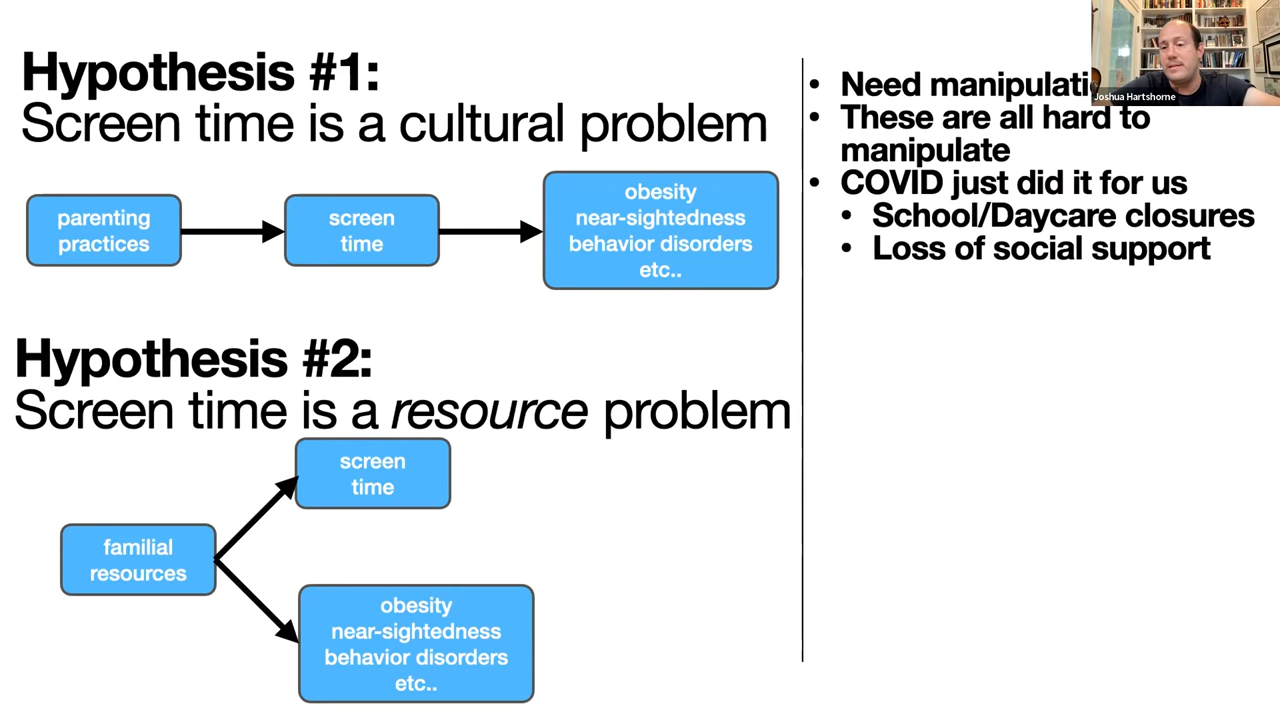 Hypothesis #1:
Screen time is a cultural problem
parenting
practices
screen
time
obesity
near-sightedness
behavior disorders
etc..
Hypothesis #2:
Screen time is a resource problem
screen
time
familial
resources
obesity
near-sightedness
behavior disorders
etc..
• Need
• These are all hard to
manipulate
• COVID just did it for us
• School/Daycare closures
• Loss of social support
Joshua Hartshorne